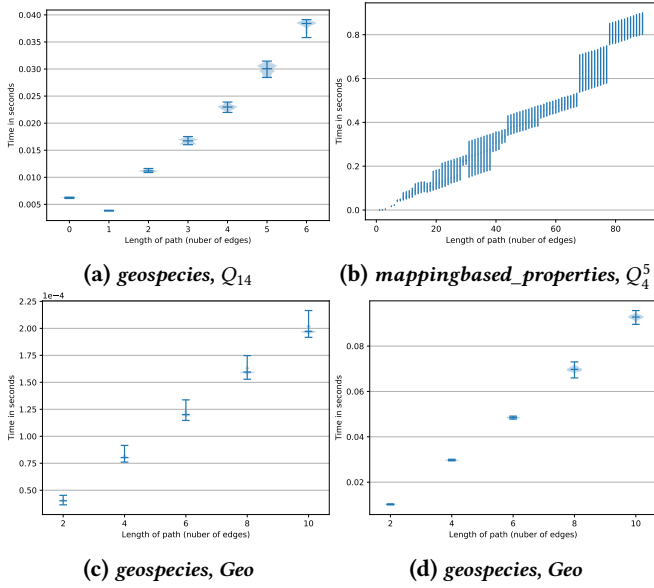 0.040
0.035
0.030
0.025
0.020
0.015
0.010
0.005
Time in seconds
0 1 2 3 4 5 6
Length of path (nuber of edges)
(a) geospecies, Q14
0.8
0.6
0.4
0.2
0.0
Time in seconds
0 20 40 60 80
Length of path (nuber of edges)
(b) mappingbased_properties, Q⁵₄
1e−4
2.25
2.00
1.75
1.50
1.25
1.00
0.75
0.50
Time in seconds
2 4 6 8 10
Length of path (nuber of edges)
(c) geospecies, Geo
0.08
0.06
0.04
0.02
Time in seconds
2 4 6 8 10
Length of path (nuber of edges)
(d) geospecies, Geo